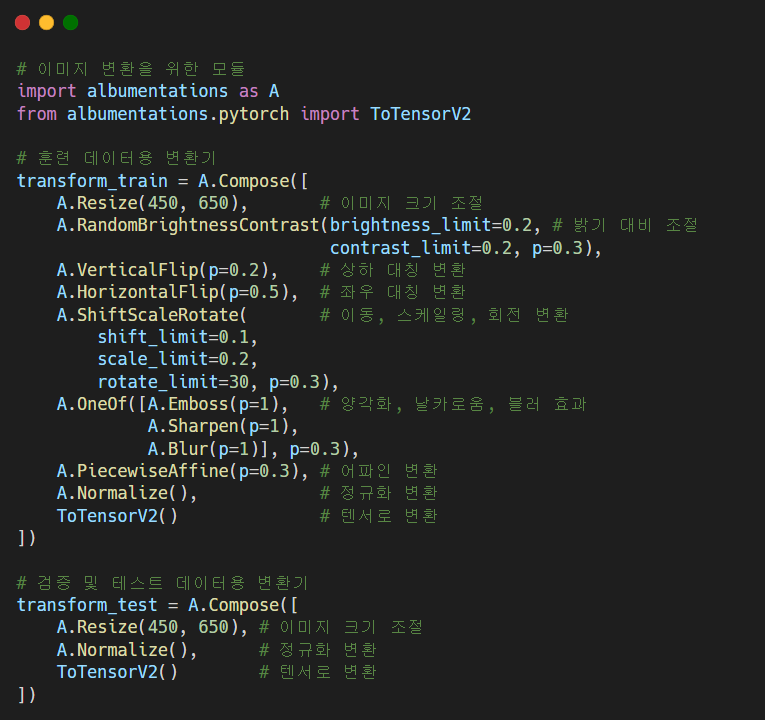 # 이미지 변환을 위한 모듈
import albumentations as A
from albumentations.pytorch import ToTensorV2
# 훈련 데이터용 변환기
transform_train = A.Compose([
    A.Resize(450, 650),       # 이미지 크기 조절
    A.RandomBrightnessContrast(brightness_limit=0.2, # 밝기 대비 조절
                               contrast_limit=0.2, p=0.3),
    A.VerticalFlip(p=0.2),    # 상하 대칭 변환
    A.HorizontalFlip(p=0.5),  # 좌우 대칭 변환
    A.ShiftScaleRotate(       # 이동, 스케일링, 회전 변환
        shift_limit=0.1,
        scale_limit=0.2,
        rotate_limit=30, p=0.3),
    A.OneOf([A.Emboss(p=1),   # 양각화, 날카로움, 블러 효과
             A.Sharpen(p=1),
             A.Blur(p=1)], p=0.3),
    A.PiecewiseAffine(p=0.3), # 어파인 변환
    A.Normalize(),            # 정규화 변환
    ToTensorV2()              # 텐서로 변환
])
# 검증 및 테스트 데이터용 변환기
transform_test = A.Compose([
    A.Resize(450, 650), # 이미지 크기 조절
    A.Normalize(),      # 정규화 변환
    ToTensorV2()        # 텐서로 변환
])